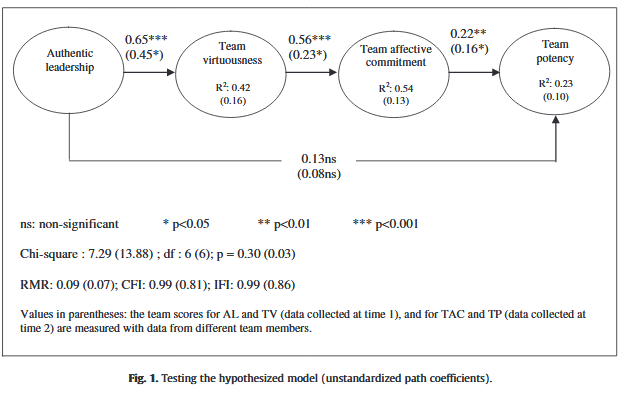 Authentic
leadership
0.65***
(0.45*)
Team
virtuousness
R²: 0.42
(0.16)
0.56***
(0.23*)
Team affective
commitment
R²: 0.54
(0.13)
0.22**
(0.16*)
Team
potency
R²: 0.23
(0.10)
0.13ns
(0.08ns)
ns: non-significant * p<0.05 ** p<0.01 *** p<0.001
Chi-square : 7.29 (13.88) ; df : 6 (6); p = 0.30 (0.03)
RMR: 0.09 (0.07); CFI: 0.99 (0.81); IFI: 0.99 (0.86)
Values in parentheses: the team scores for AL and TV (data collected at time 1), and for TAC and TP (data collected at
time 2) are measured with data from different team members.
Fig. 1. Testing the hypothesized model (unstandardized path coefficients).